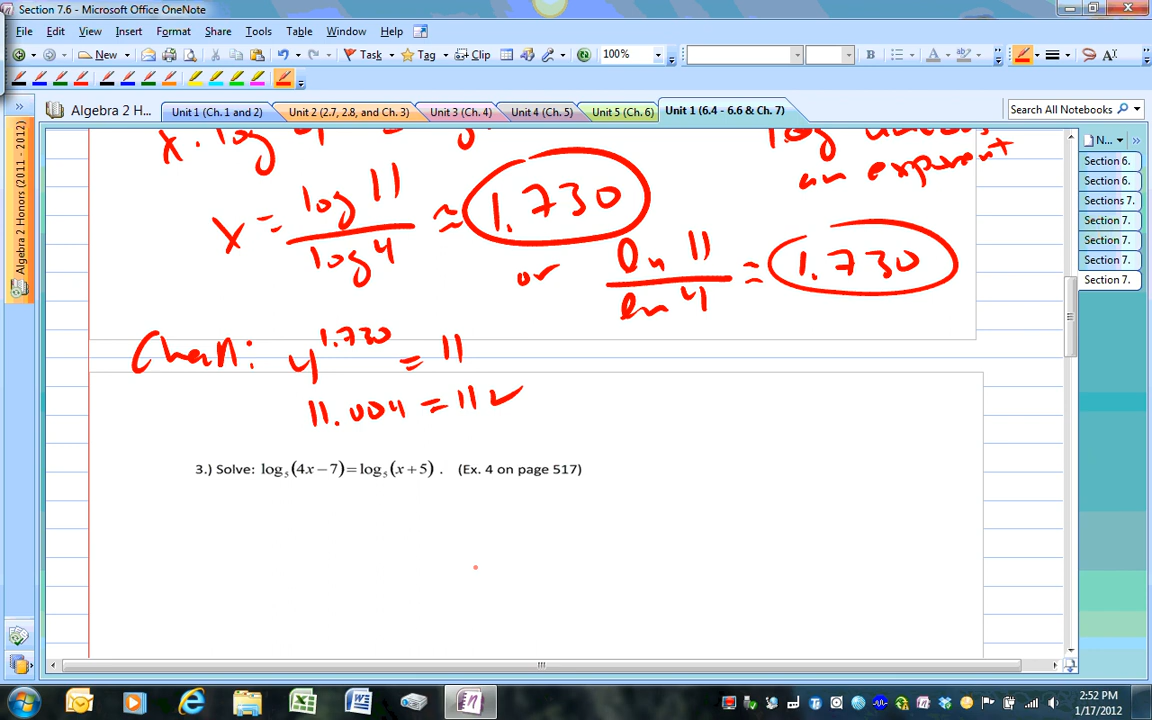 Section 7.6 - Microsoft Office OneNote
File Edit View Insert Format Share Tools Table Window Help
New Task Tag Clip 100% B A A
Algebra 2 H... Unit 1 (Ch. 1 and 2) Unit 2 (2.7, 2.8, and Ch. 3) Unit 3 (Ch. 4) Unit 4 (Ch. 5) Unit 5 (Ch. 6) Unit 1 (6.4 - 6.6 & Ch. 7) Search All Notebooks
Algebra 2 Honors (2011 - 2012)
N...
Section 6.
Section 6.
Sections 7.
Section 7.
Section 7.
Section 7.
Section 7.
x · log 4
log
an exponent
x = log 11 / log 4 ≈ 1.730
or ln 11 / ln 4 = 1.730
Check: 4^1.730 = 11
11.004 = 11 ✓
3.) Solve: log₅(4x − 7) = log₅(x + 5) . (Ex. 4 on page 517)
2:52 PM
1/17/2012